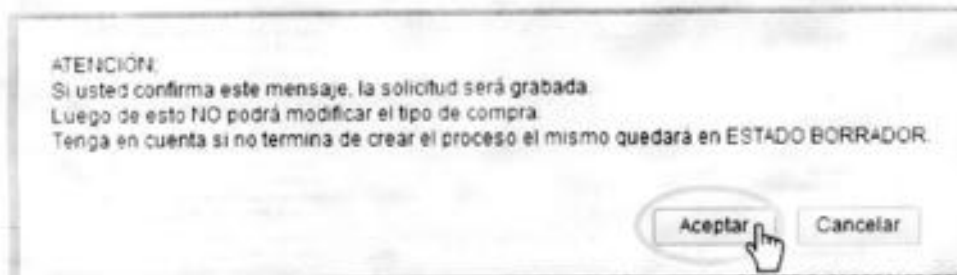 ATENCIÓN:
Si usted confirma este mensaje, la solicitud será grabada.
Luego de esto NO podrá modificar el tipo de compra.
Tenga en cuenta si no termina de crear el proceso el mismo quedará en ESTADO BORRADOR.
Aceptar Cancelar